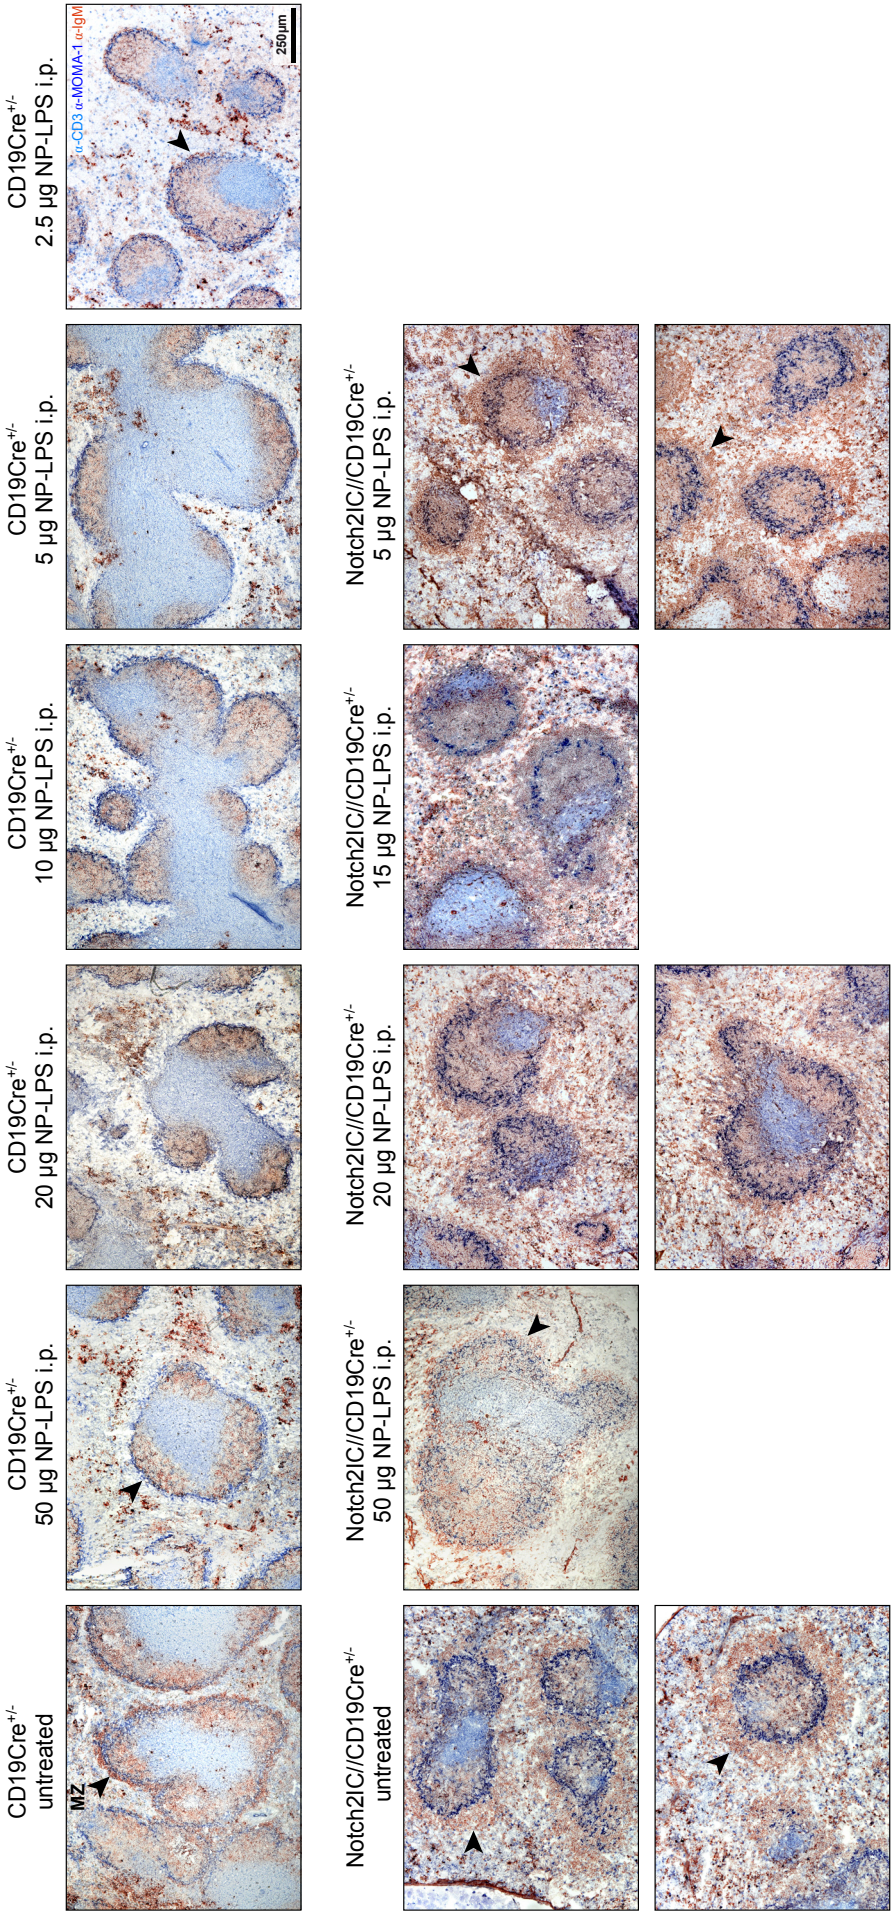 CD19Cre+/-
untreated
MZ
CD19Cre+/-
50 µg NP-LPS i.p.
CD19Cre+/-
20 µg NP-LPS i.p.
CD19Cre+/-
10 µg NP-LPS i.p.
CD19Cre+/-
5 µg NP-LPS i.p.
CD19Cre+/-
2.5 µg NP-LPS i.p.
α-CD3 α-MOMA-1 α-IgM
250µm
Notch2IC//CD19Cre+/-
untreated
Notch2IC//CD19Cre+/-
50 µg NP-LPS i.p.
Notch2IC//CD19Cre+/-
20 µg NP-LPS i.p.
Notch2IC//CD19Cre+/-
15 µg NP-LPS i.p.
Notch2IC//CD19Cre+/-
5 µg NP-LPS i.p.